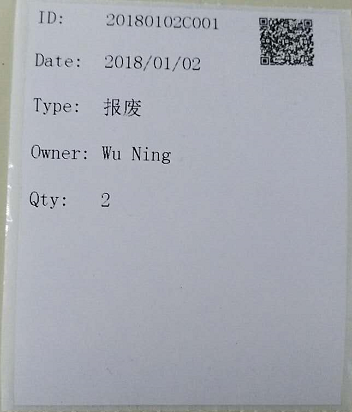 ID: 20180102C001
Date: 2018/01/02
Type: 报废
Owner: Wu Ning
Qty: 2